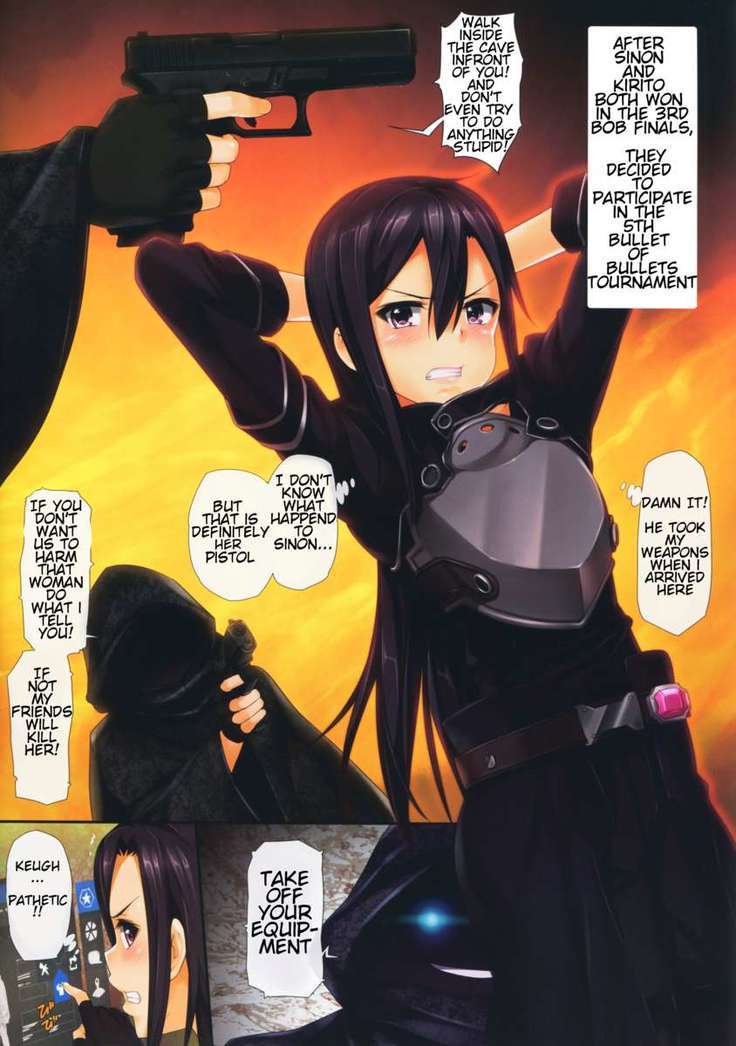 AFTER
SINON
AND
KIRITO
BOTH WON
IN THE 3RD
BOB FINALS,
THEY
DECIDED
TO
PARTICIPATE
IN THE
5TH
BULLET
OF
BULLETS
TOURNAMENT
WALK
INSIDE
THE CAVE
INFRONT
OF YOU!
AND
DON'T
EVEN TRY
TO DO
ANYTHING
STUPID!
DAMN IT!
HE TOOK
MY
WEAPONS
WHEN I
ARRIVED
HERE
I DON'T
KNOW
WHAT
HAPPEND
TO
SINON...
BUT
THAT IS
DEFINITELY
HER
PISTOL
IF YOU
DON'T
WANT
US TO
HARM
THAT
WOMAN
DO
WHAT I
TELL
YOU!
IF
NOT
MY
FRIENDS
WILL
KILL
HER!
TAKE
OFF
YOUR
EQUIP-
MENT
KEUGH
...
PATHETIC
!!
ぴぴ
ぴぴ